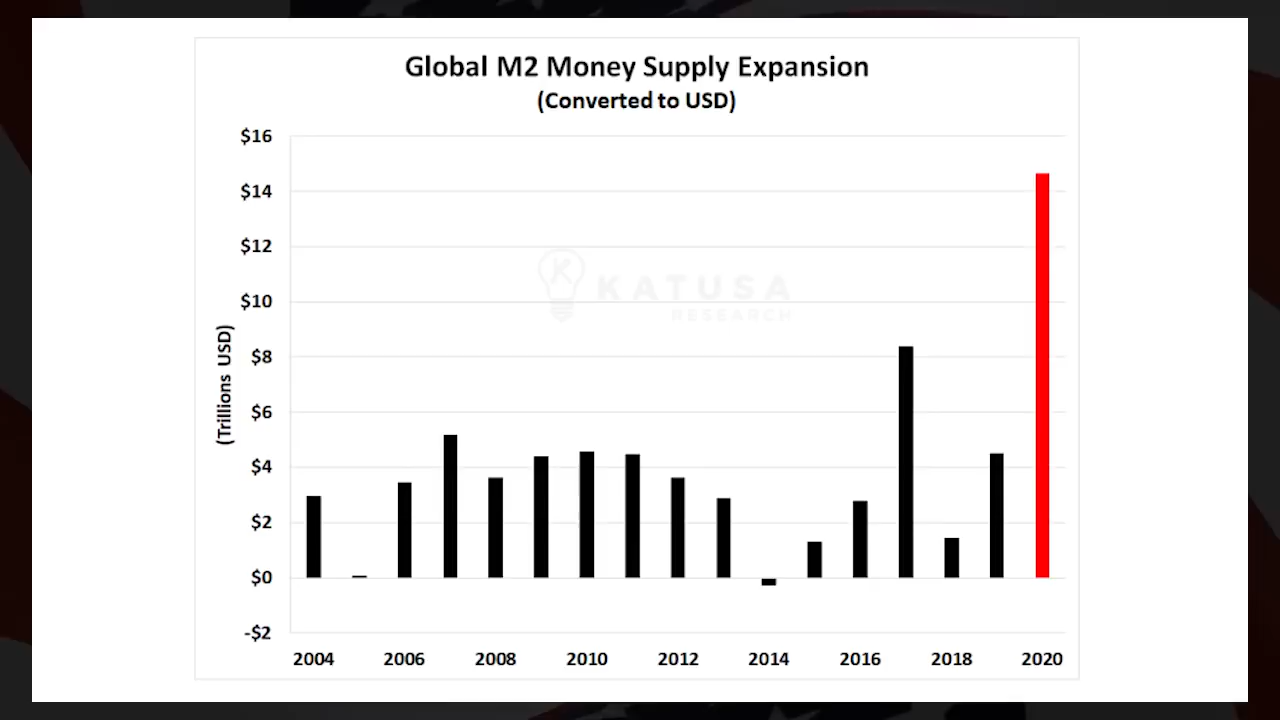 Global M2 Money Supply Expansion
(Converted to USD)
$16
$14
$12
$10
$8
$6
$4
$2
$0
-$2
(Trillions USD)
KATUSA
RESEARCH
2004 2006 2008 2010 2012 2014 2016 2018 2020